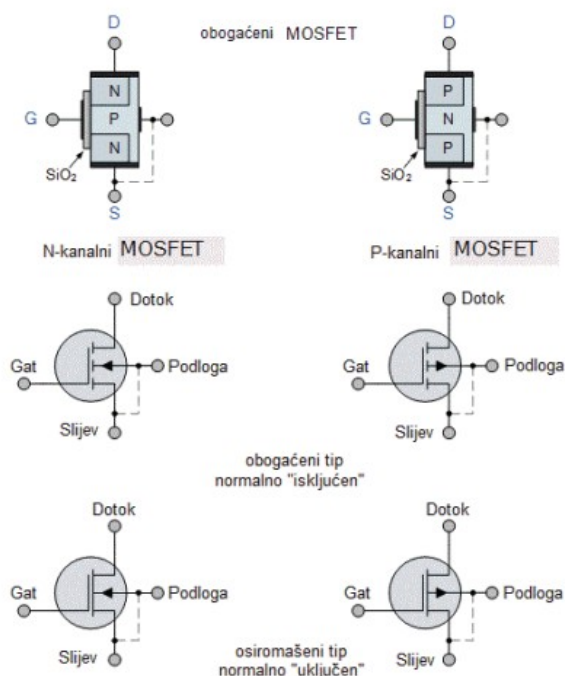 D
obogaćeni MOSFET
D
N
P
G
P
G
N
N
P
SiO₂
SiO₂
S
S
N-kanalni MOSFET
P-kanalni MOSFET
Dotok
Dotok
Gat
Podloga
Gat
Podloga
Slijev
Slijev
obogaćeni tip
normalno "isključen"
Dotok
Dotok
Gat
Podloga
Gat
Podloga
Slijev
osiromašeni tip
Slijev
normalno "uključen"